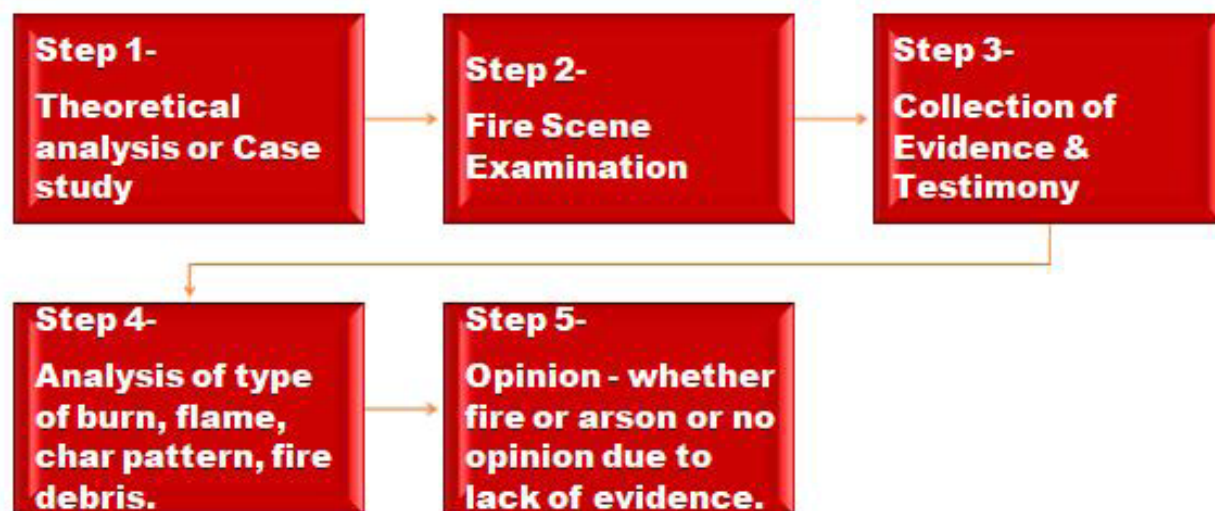 Step 1-
Theoretical
analysis or Case
study
Step 2-
Fire Scene
Examination
Step 3-
Collection of
Evidence &
Testimony
Step 4-
Analysis of type
of burn, flame,
char pattern, fire
debris.
Step 5-
Opinion - whether
fire or arson or no
opinion due to
lack of evidence.